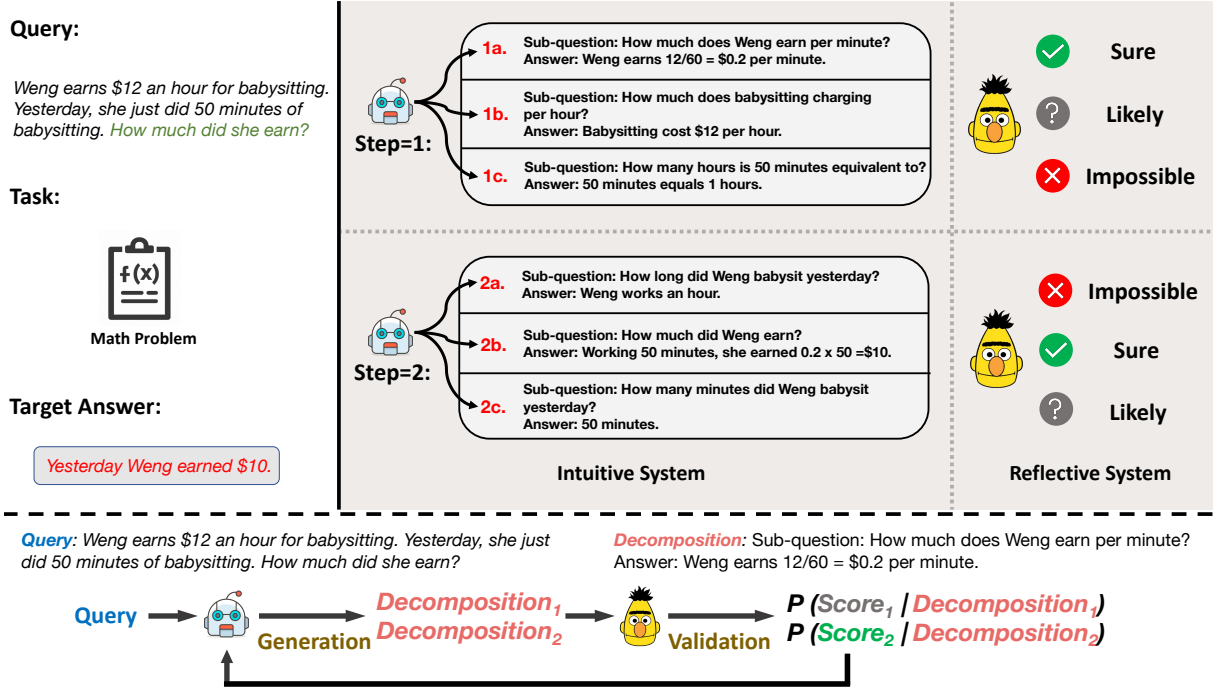 Query:
Weng earns $12 an hour for babysitting.
Yesterday, she just did 50 minutes of
babysitting. How much did she earn?
Task:
f(x)
Math Problem
Target Answer:
Yesterday Weng earned $10.
Step=1:
1a.
Sub-question: How much does Weng earn per minute?
Answer: Weng earns 12/60 = $0.2 per minute.
1b.
Sub-question: How much does babysitting charging
per hour?
Answer: Babysitting cost $12 per hour.
1c.
Sub-question: How many hours is 50 minutes equivalent to?
Answer: 50 minutes equals 1 hours.
Sure
?
Likely
Impossible
Step=2:
2a.
Sub-question: How long did Weng babysit yesterday?
Answer: Weng works an hour.
2b.
Sub-question: How much did Weng earn?
Answer: Working 50 minutes, she earned 0.2 x 50 =$10.
2c.
Sub-question: How many minutes did Weng babysit
yesterday?
Answer: 50 minutes.
Impossible
Sure
?
Likely
Intuitive System
Reflective System
Query: Weng earns $12 an hour for babysitting. Yesterday, she just
did 50 minutes of babysitting. How much did she earn?
Decomposition: Sub-question: How much does Weng earn per minute?
Answer: Weng earns 12/60 = $0.2 per minute.
Query
Generation
Decomposition1
Decomposition2
Validation
P (Score1 | Decomposition1)
P (Score2 | Decomposition2)